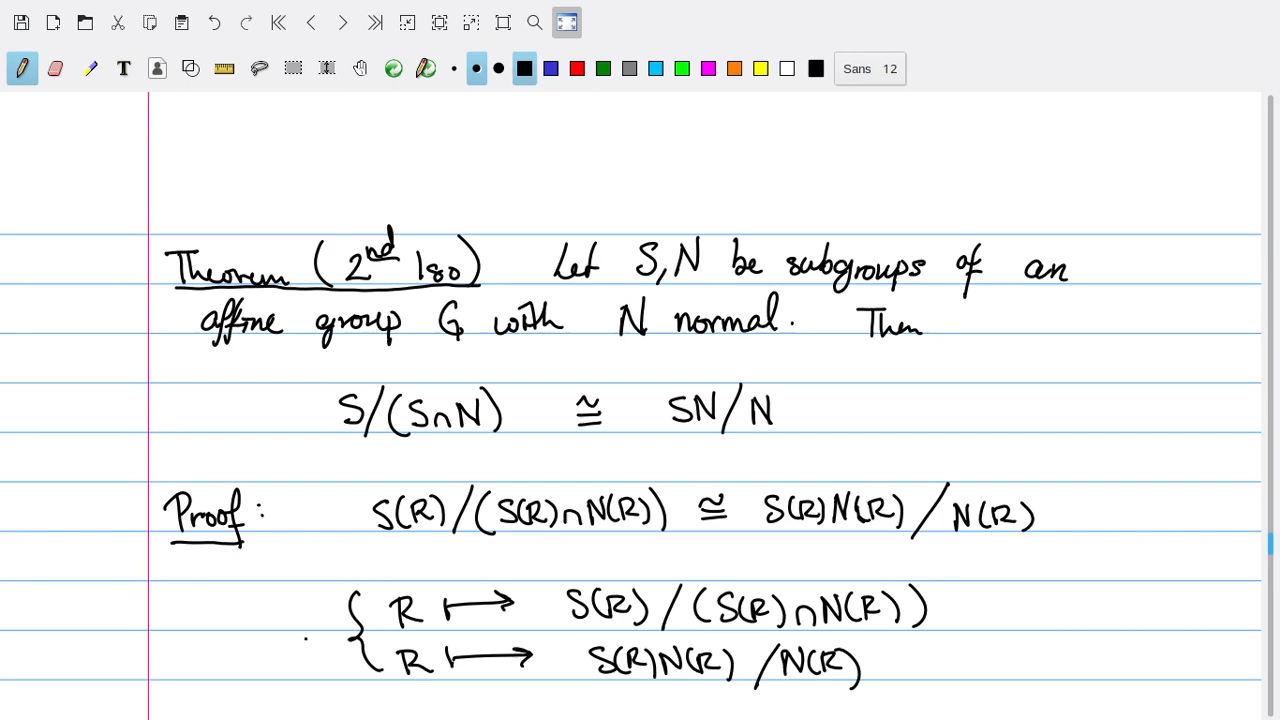 Sans 12
Theorem (2nd Iso) Let S,N be subgroups of an
affine group G with N normal. Then
S/(S∩N) ≅ SN/N
Proof: S(R)/(S(R)∩N(R)) ≅ S(R)N(R)/N(R)
{ R ⟼ S(R)/(S(R)∩N(R))
R ⟼ S(R)N(R)/N(R)